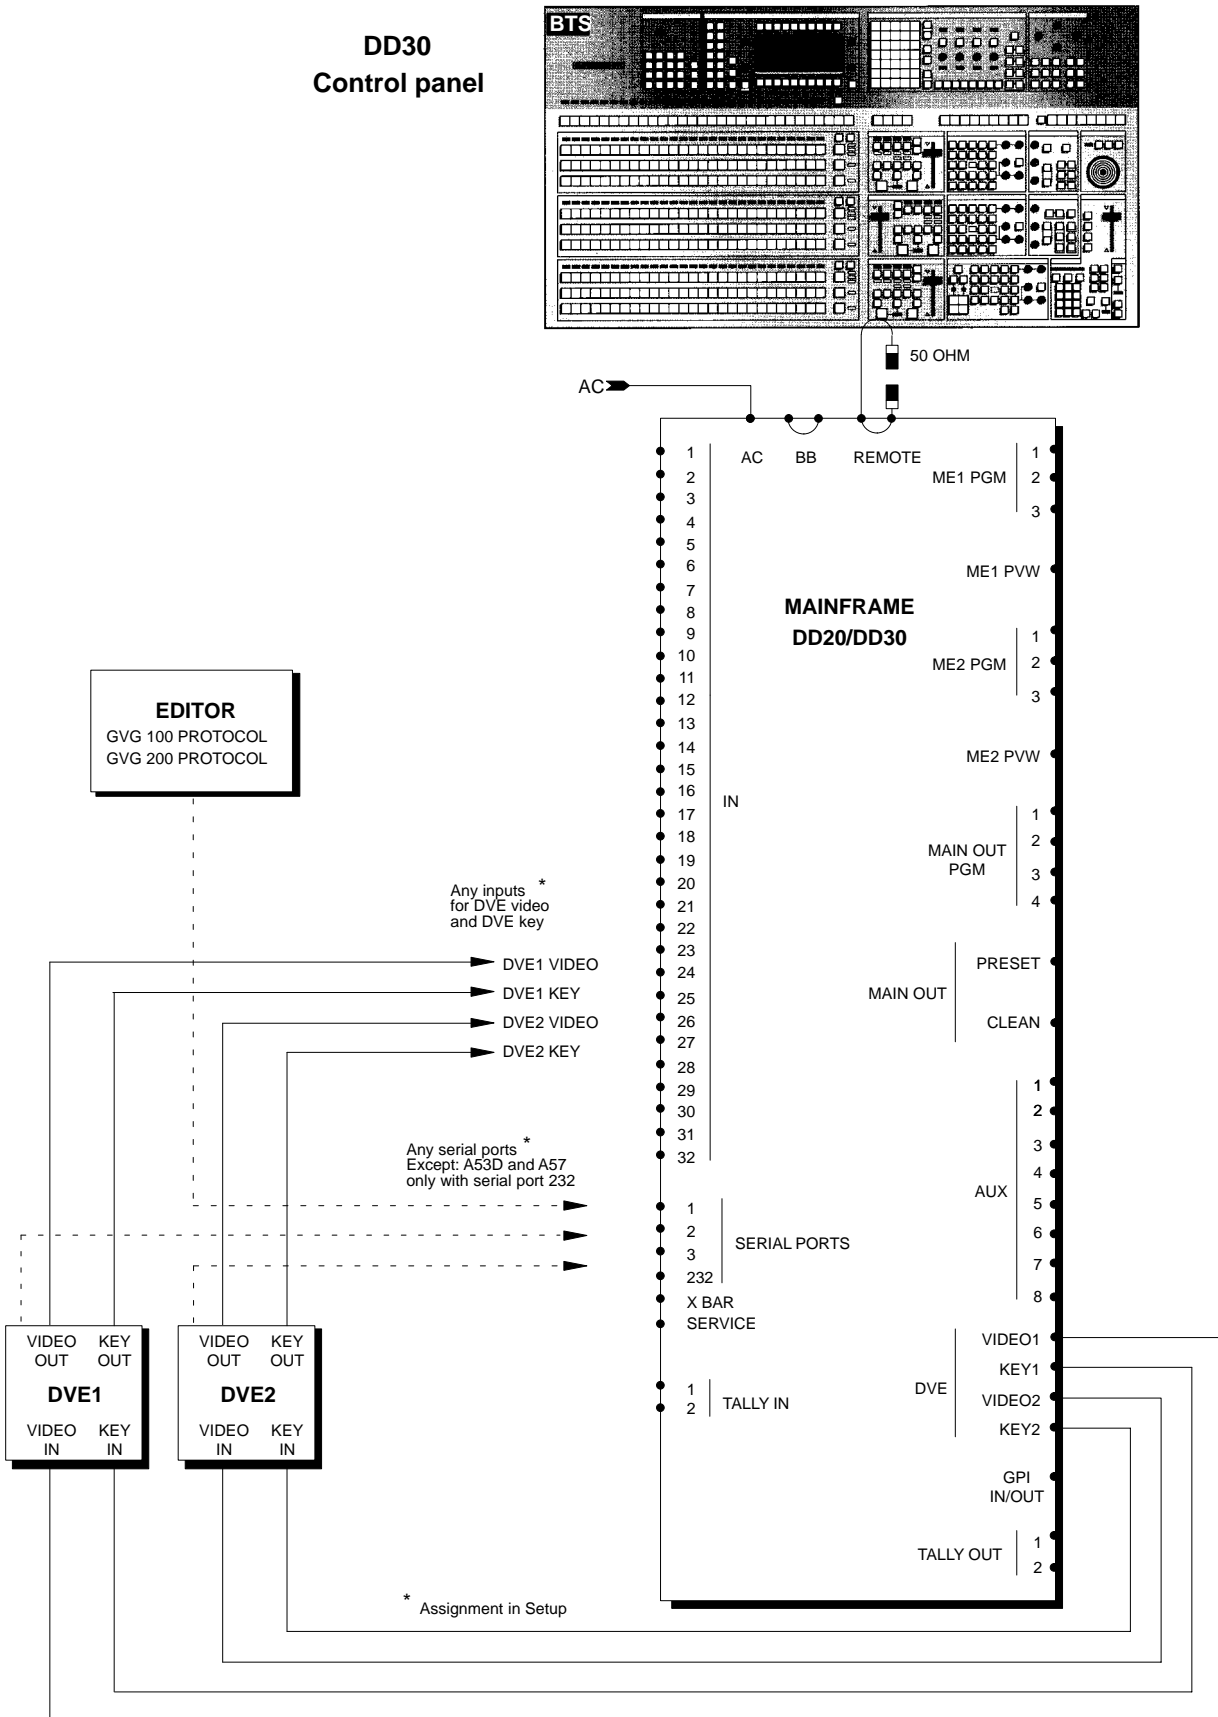 BTS
DD30
Control panel
50 OHM
AC
AC
BB
REMOTE
1
2
3
4
5
6
7
8
9
10
11
12
13
14
15
16
17
18
19
20
21
22
23
24
25
26
27
28
29
30
31
32
IN
MAINFRAME
DD20/DD30
ME1 PGM
1
2
3
ME1 PVW
ME2 PGM
1
2
3
ME2 PVW
MAIN OUT
PGM
1
2
3
4
MAIN OUT
PRESET
CLEAN
AUX
1
2
3
4
5
6
7
8
DVE
VIDEO1
KEY1
VIDEO2
KEY2
GPI
IN/OUT
TALLY OUT
1
2
EDITOR
GVG 100 PROTOCOL
GVG 200 PROTOCOL
Any inputs *
for DVE video
and DVE key
DVE1 VIDEO
DVE1 KEY
DVE2 VIDEO
DVE2 KEY
Any serial ports *
Except: A53D and A57
only with serial port 232
1
2
3
232
SERIAL PORTS
X BAR
SERVICE
1
2
TALLY IN
VIDEO OUT
KEY OUT
DVE1
VIDEO IN
KEY IN
VIDEO OUT
KEY OUT
DVE2
VIDEO IN
KEY IN
* Assignment in Setup